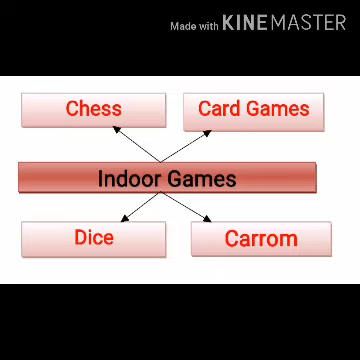 Made with KINEMASTER
Chess
Card Games
Indoor Games
Dice
Carrom